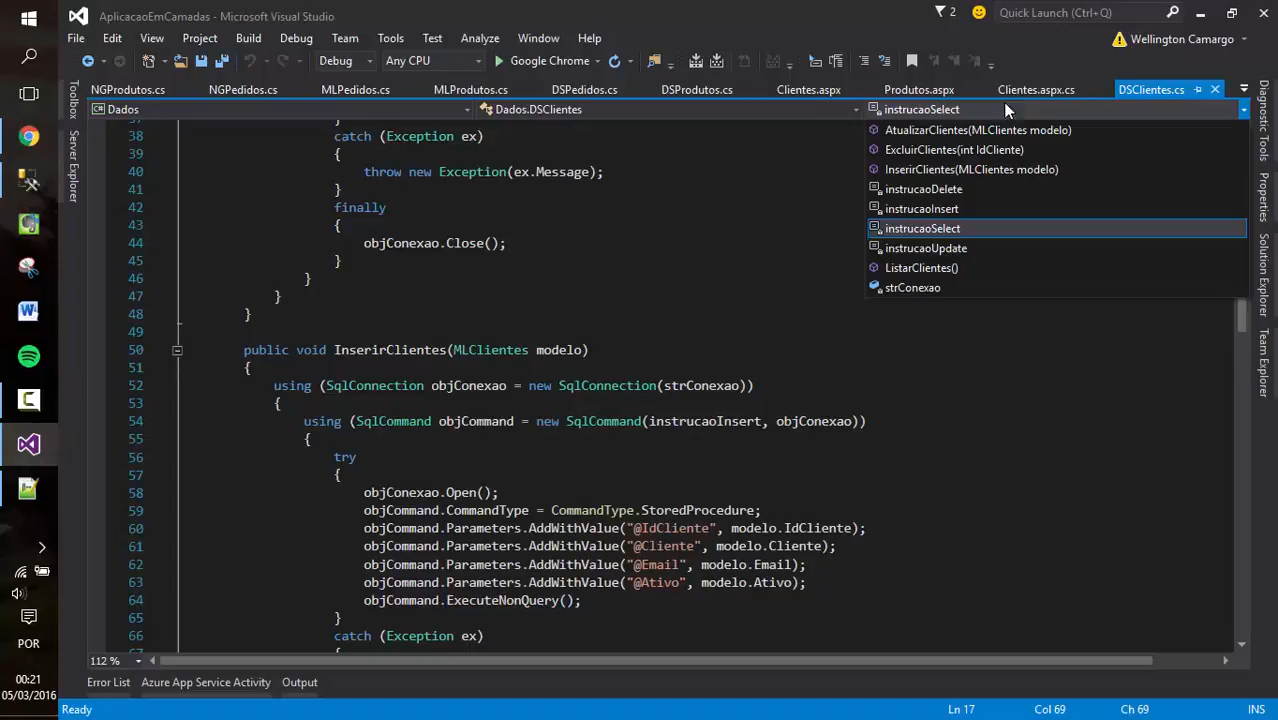 AplicacaoEmCamadas - Microsoft Visual Studio
2
Quick Launch (Ctrl+Q)
File Edit View Project Build Debug Team Tools Test Analyze Window Help
Wellington Camargo
Debug Any CPU Google Chrome
NGProdutos.cs NGPedidos.cs MLPedidos.cs MLProdutos.cs DSPedidos.cs DSProdutos.cs Clientes.aspx Produtos.aspx Clientes.aspx.cs DSClientes.cs
Dados Dados.DSClientes instrucaoSelect
AtualizarClientes(MLClientes modelo)
ExcluirClientes(int IdCliente)
InserirClientes(MLClientes modelo)
instrucaoDelete
instrucaoInsert
instrucaoSelect
instrucaoUpdate
ListarClientes()
strConexao
Toolbox
Server Explorer
Diagnostic Tools
Properties
Solution Explorer
Team Explorer
37 }
38 catch (Exception ex)
39 {
40 throw new Exception(ex.Message);
41 }
42 finally
43 {
44 objConexao.Close();
45 }
46 }
47 }
48 }
49
50 public void InserirClientes(MLClientes modelo)
51 {
52 using (SqlConnection objConexao = new SqlConnection(strConexao))
53 {
54 using (SqlCommand objCommand = new SqlCommand(instrucaoInsert, objConexao))
55 {
56 try
57 {
58 objConexao.Open();
59 objCommand.CommandType = CommandType.StoredProcedure;
60 objCommand.Parameters.AddWithValue("@IdCliente", modelo.IdCliente);
61 objCommand.Parameters.AddWithValue("@Cliente", modelo.Cliente);
62 objCommand.Parameters.AddWithValue("@Email", modelo.Email);
63 objCommand.Parameters.AddWithValue("@Ativo", modelo.Ativo);
64 objCommand.ExecuteNonQuery();
65 }
66 catch (Exception ex)
67 {
112 %
Error List Azure App Service Activity Output
Ready Ln 17 Col 69 Ch 69 INS
POR
00:21
05/03/2016